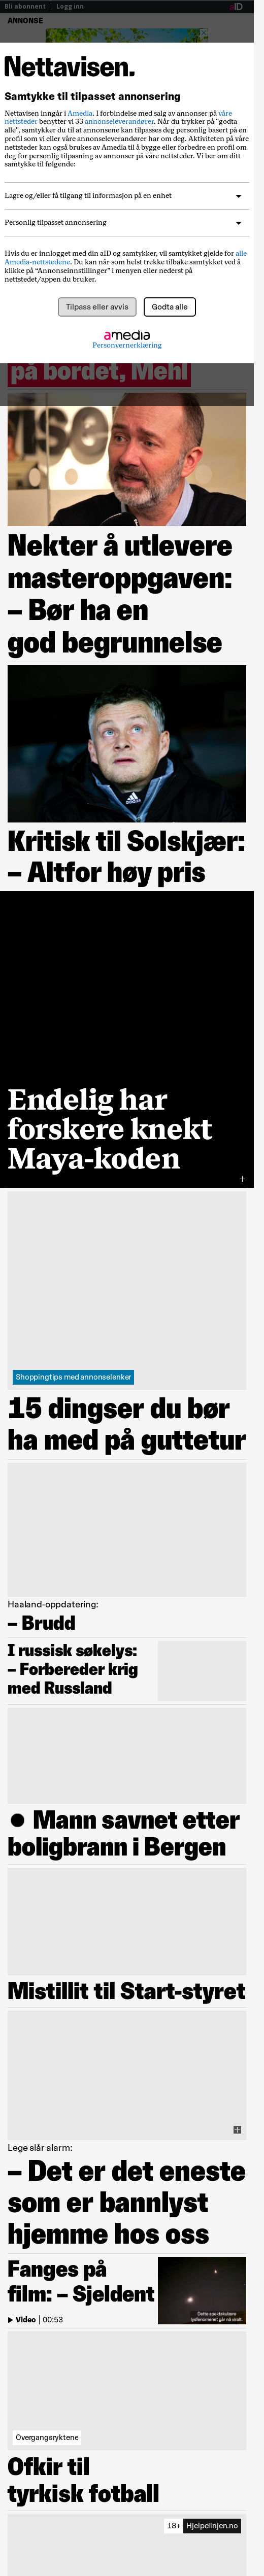 Bli abonnent | Logg inn
aID
ANNONSE
Nettavisen.
Samtykke til tilpasset annonsering
Nettavisen inngår i Amedia. I forbindelse med salg av annonser på våre
nettsteder benytter vi 33 annonseleverandører. Når du trykker på "godta
alle", samtykker du til at annonsene kan tilpasses deg personlig basert på en
profil som vi eller våre annonseleverandører har om deg. Aktiviteten på våre
nettsteder kan også brukes av Amedia til å bygge eller forbedre en profil om
deg for personlig tilpasning av annonser på våre nettsteder. Vi ber om ditt
samtykke til følgende:
Lagre og/eller få tilgang til informasjon på en enhet
Personlig tilpasset annonsering
Hvis du er innlogget med din aID og samtykker, vil samtykket gjelde for alle
Amedia-nettstedene. Du kan når som helst trekke tilbake samtykket ved å
klikke på “Annonseinnstillinger” i menyen eller nederst på
nettstedet/appen du bruker.
Tilpass eller avvis
Godta alle
amedia
Personvernerklæring
på bordet, Mehl
Nekter å utlevere
masteroppgaven:
– Bør ha en
god begrunnelse
Kritisk til Solskjær:
– Altfor høy pris
Endelig har
forskere knekt
Maya-koden
Shoppingtips med annonselenker
15 dingser du bør
ha med på guttetur
Haaland-oppdatering:
– Brudd
I russisk søkelys:
– Forbereder krig
med Russland
● Mann savnet etter
boligbrann i Bergen
Mistillit til Start-styret
Lege slår alarm:
– Det er det eneste
som er bannlyst
hjemme hos oss
Fanges på
film: – Sjeldent
Video | 00:53
Dette spektakulære
lysfenomenet går nå viralt.
Overgangsryktene
Ofkir til
tyrkisk fotball
18+ Hjelpelinjen.no